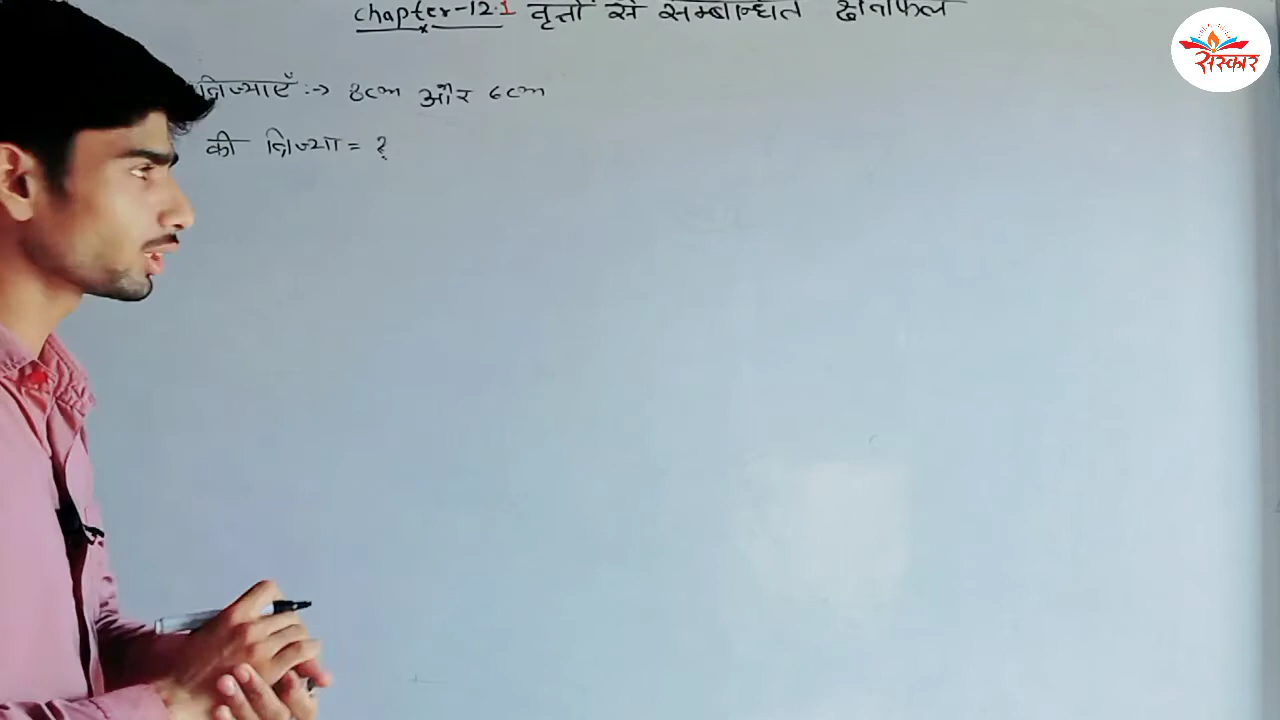 chapter-12.1 वृत्तों से सम्बन्धित क्षेत्रफल
संस्कार
त्रिज्याएँ :→ 8cm और 6cm
की त्रिज्या = ?